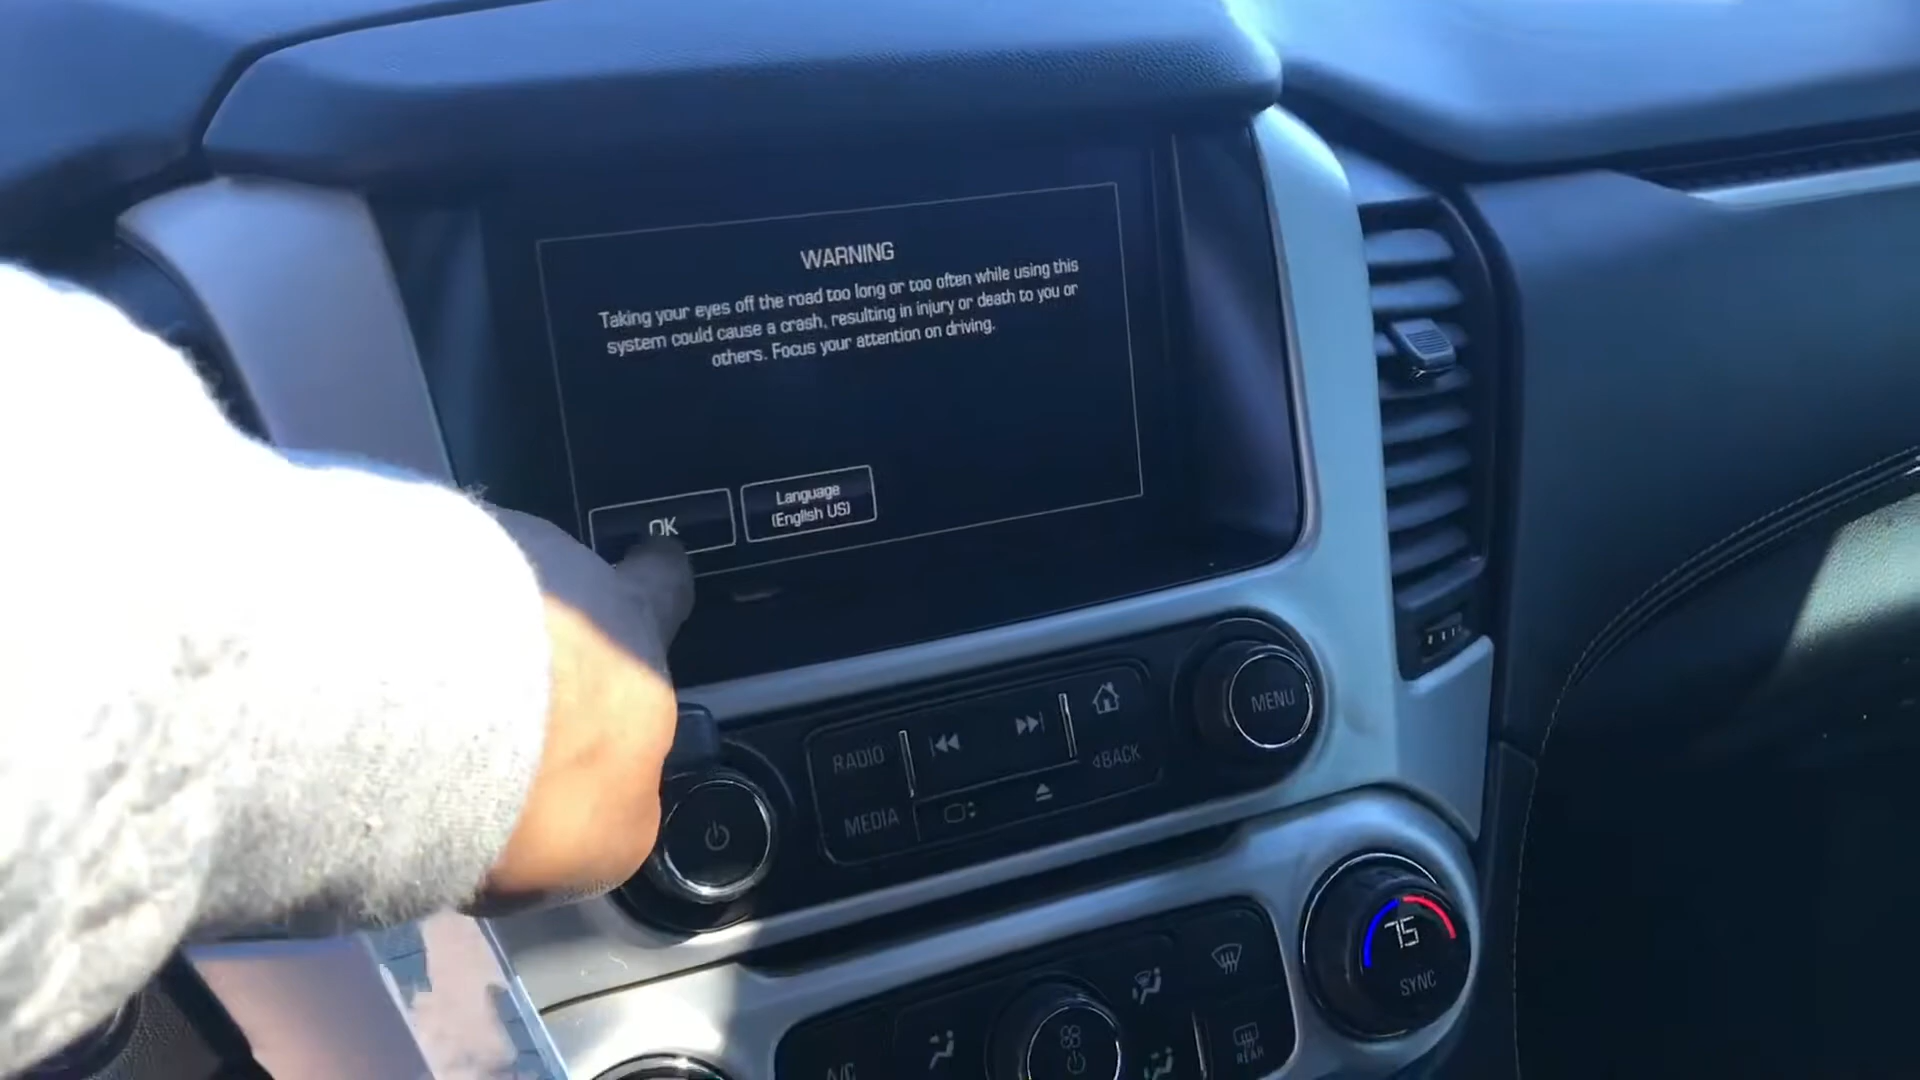 WARNING
Taking your eyes off the road too long or too often while using this
system could cause a crash, resulting in injury or death to you or
others. Focus your attention on driving.
OK
Language
(English US)
RADIO
MEDIA
BACK
MENU
75
SYNC
REAR
A/C